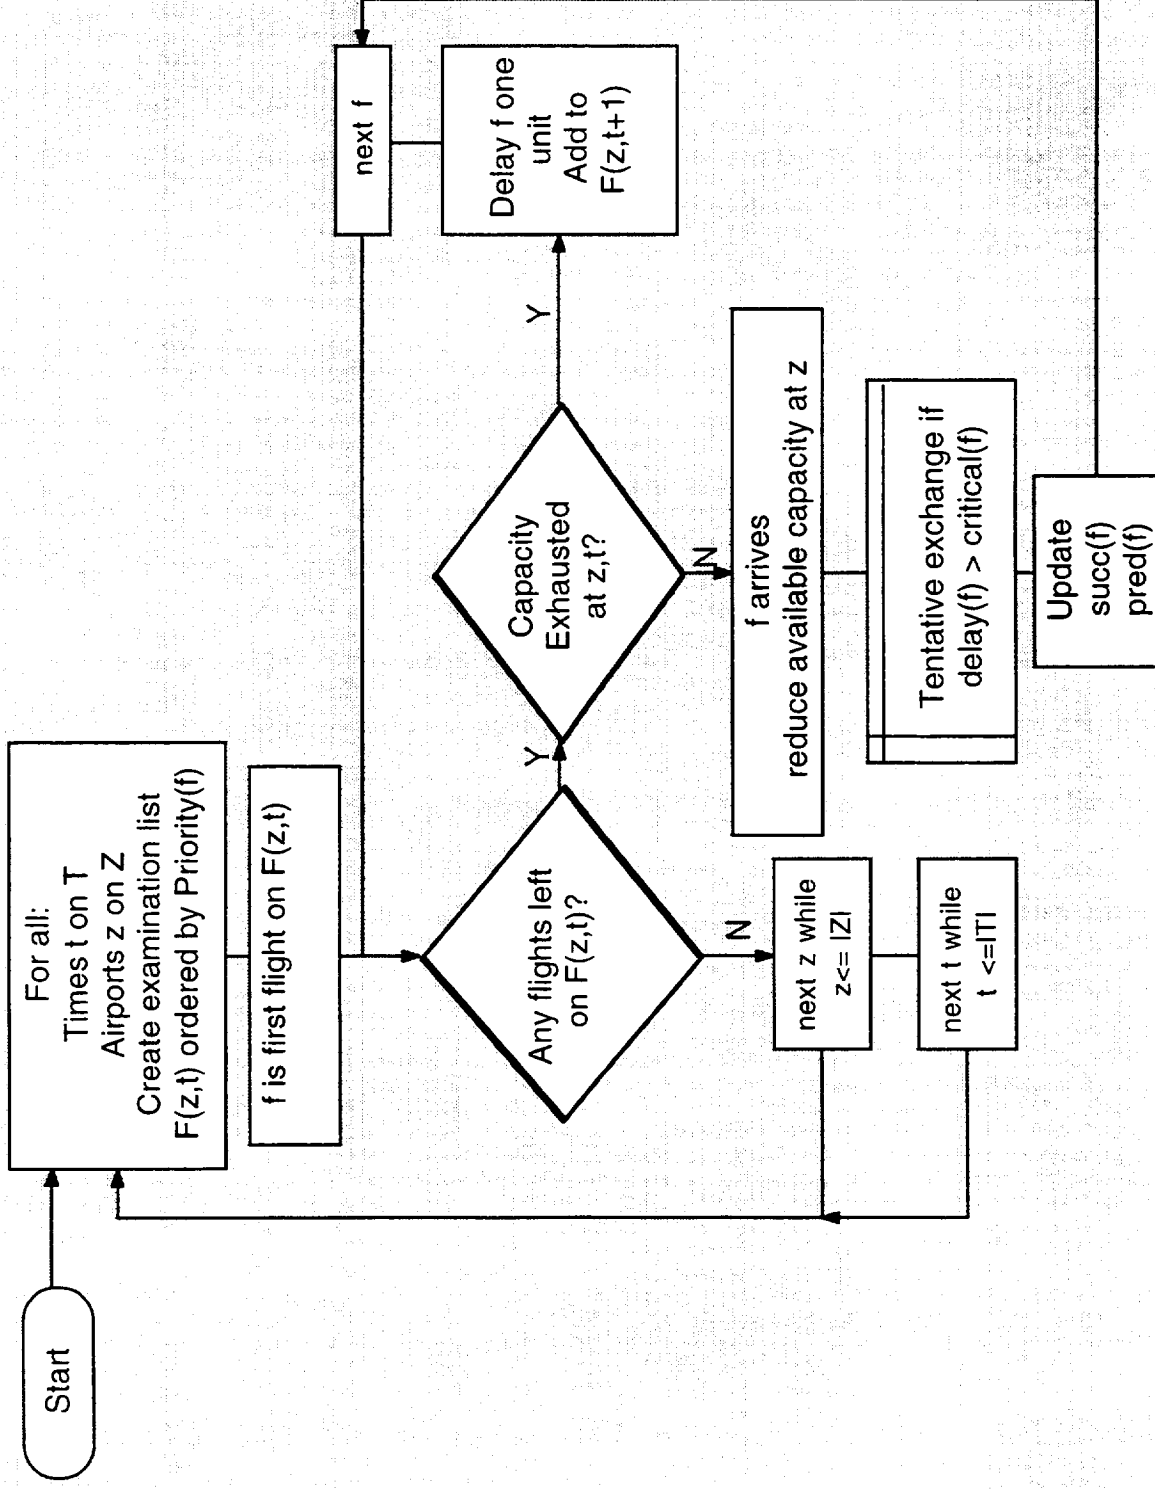 Start
For all:
Times t on T
Airports z on Z
Create examination list
F(z,t) ordered by Priority(f)
f is first flight on F(z,t)
Any flights left
on F(z,t)?
Y
N
Capacity
Exhausted
at z,t?
Y
N
next f
Delay f one
unit
Add to
F(z,t+1)
f arrives
reduce available capacity at z
Tentative exchange if
delay(f) > critical(f)
Update
succ(f)
pred(f)
next z while
z<= |Z|
next t while
t <=|T|